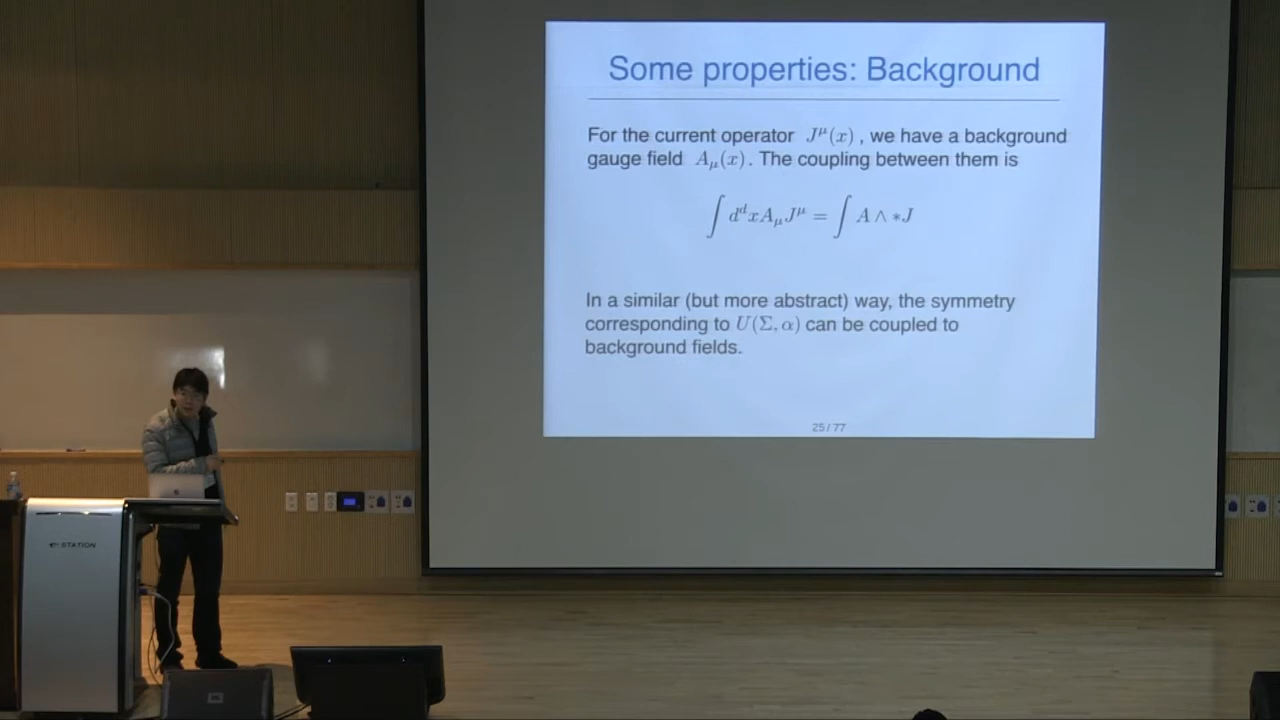 Some properties: Background
For the current operator J^μ(x), we have a background
gauge field A_μ(x). The coupling between them is
∫ d^d x A_μ J^μ = ∫ A ∧ *J
In a similar (but more abstract) way, the symmetry
corresponding to U(Σ, α) can be coupled to
background fields.
25 / 77
e-STATION